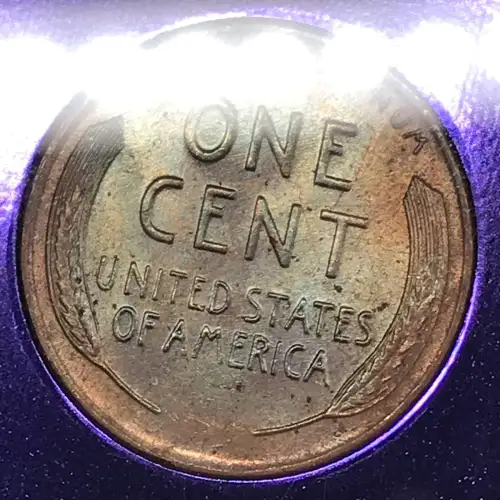 ONE
CENT
UNITED STATES
OF AMERICA